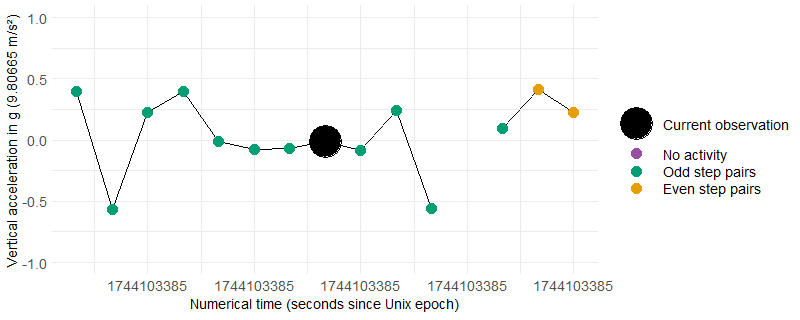 Vertical acceleration in g (9.80665 m/s²)
1.0
0.5
0.0
-0.5
-1.0
1744103385 1744103385 1744103385 1744103385 1744103385
Numerical time (seconds since Unix epoch)
Current observation
No activity
Odd step pairs
Even step pairs